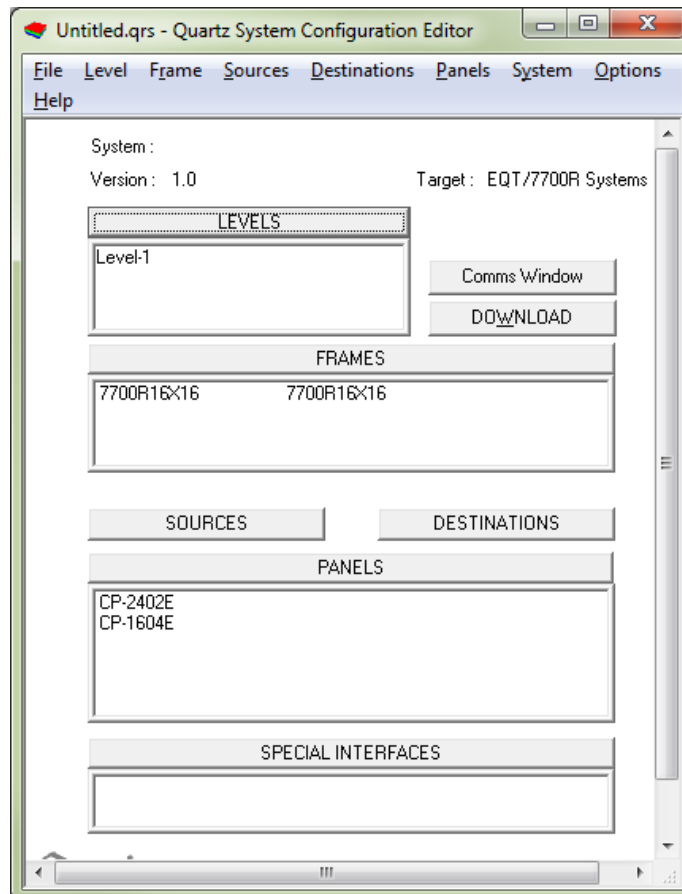 Untitled.qrs - Quartz System Configuration Editor
File Level Frame Sources Destinations Panels System Options
Help
System :
Version : 1.0 Target : EQT/7700R Systems
LEVELS
Level-1
Comms Window
DOWNLOAD
FRAMES
7700R16X16 7700R16X16
SOURCES DESTINATIONS
PANELS
CP-2402E
CP-1604E
SPECIAL INTERFACES